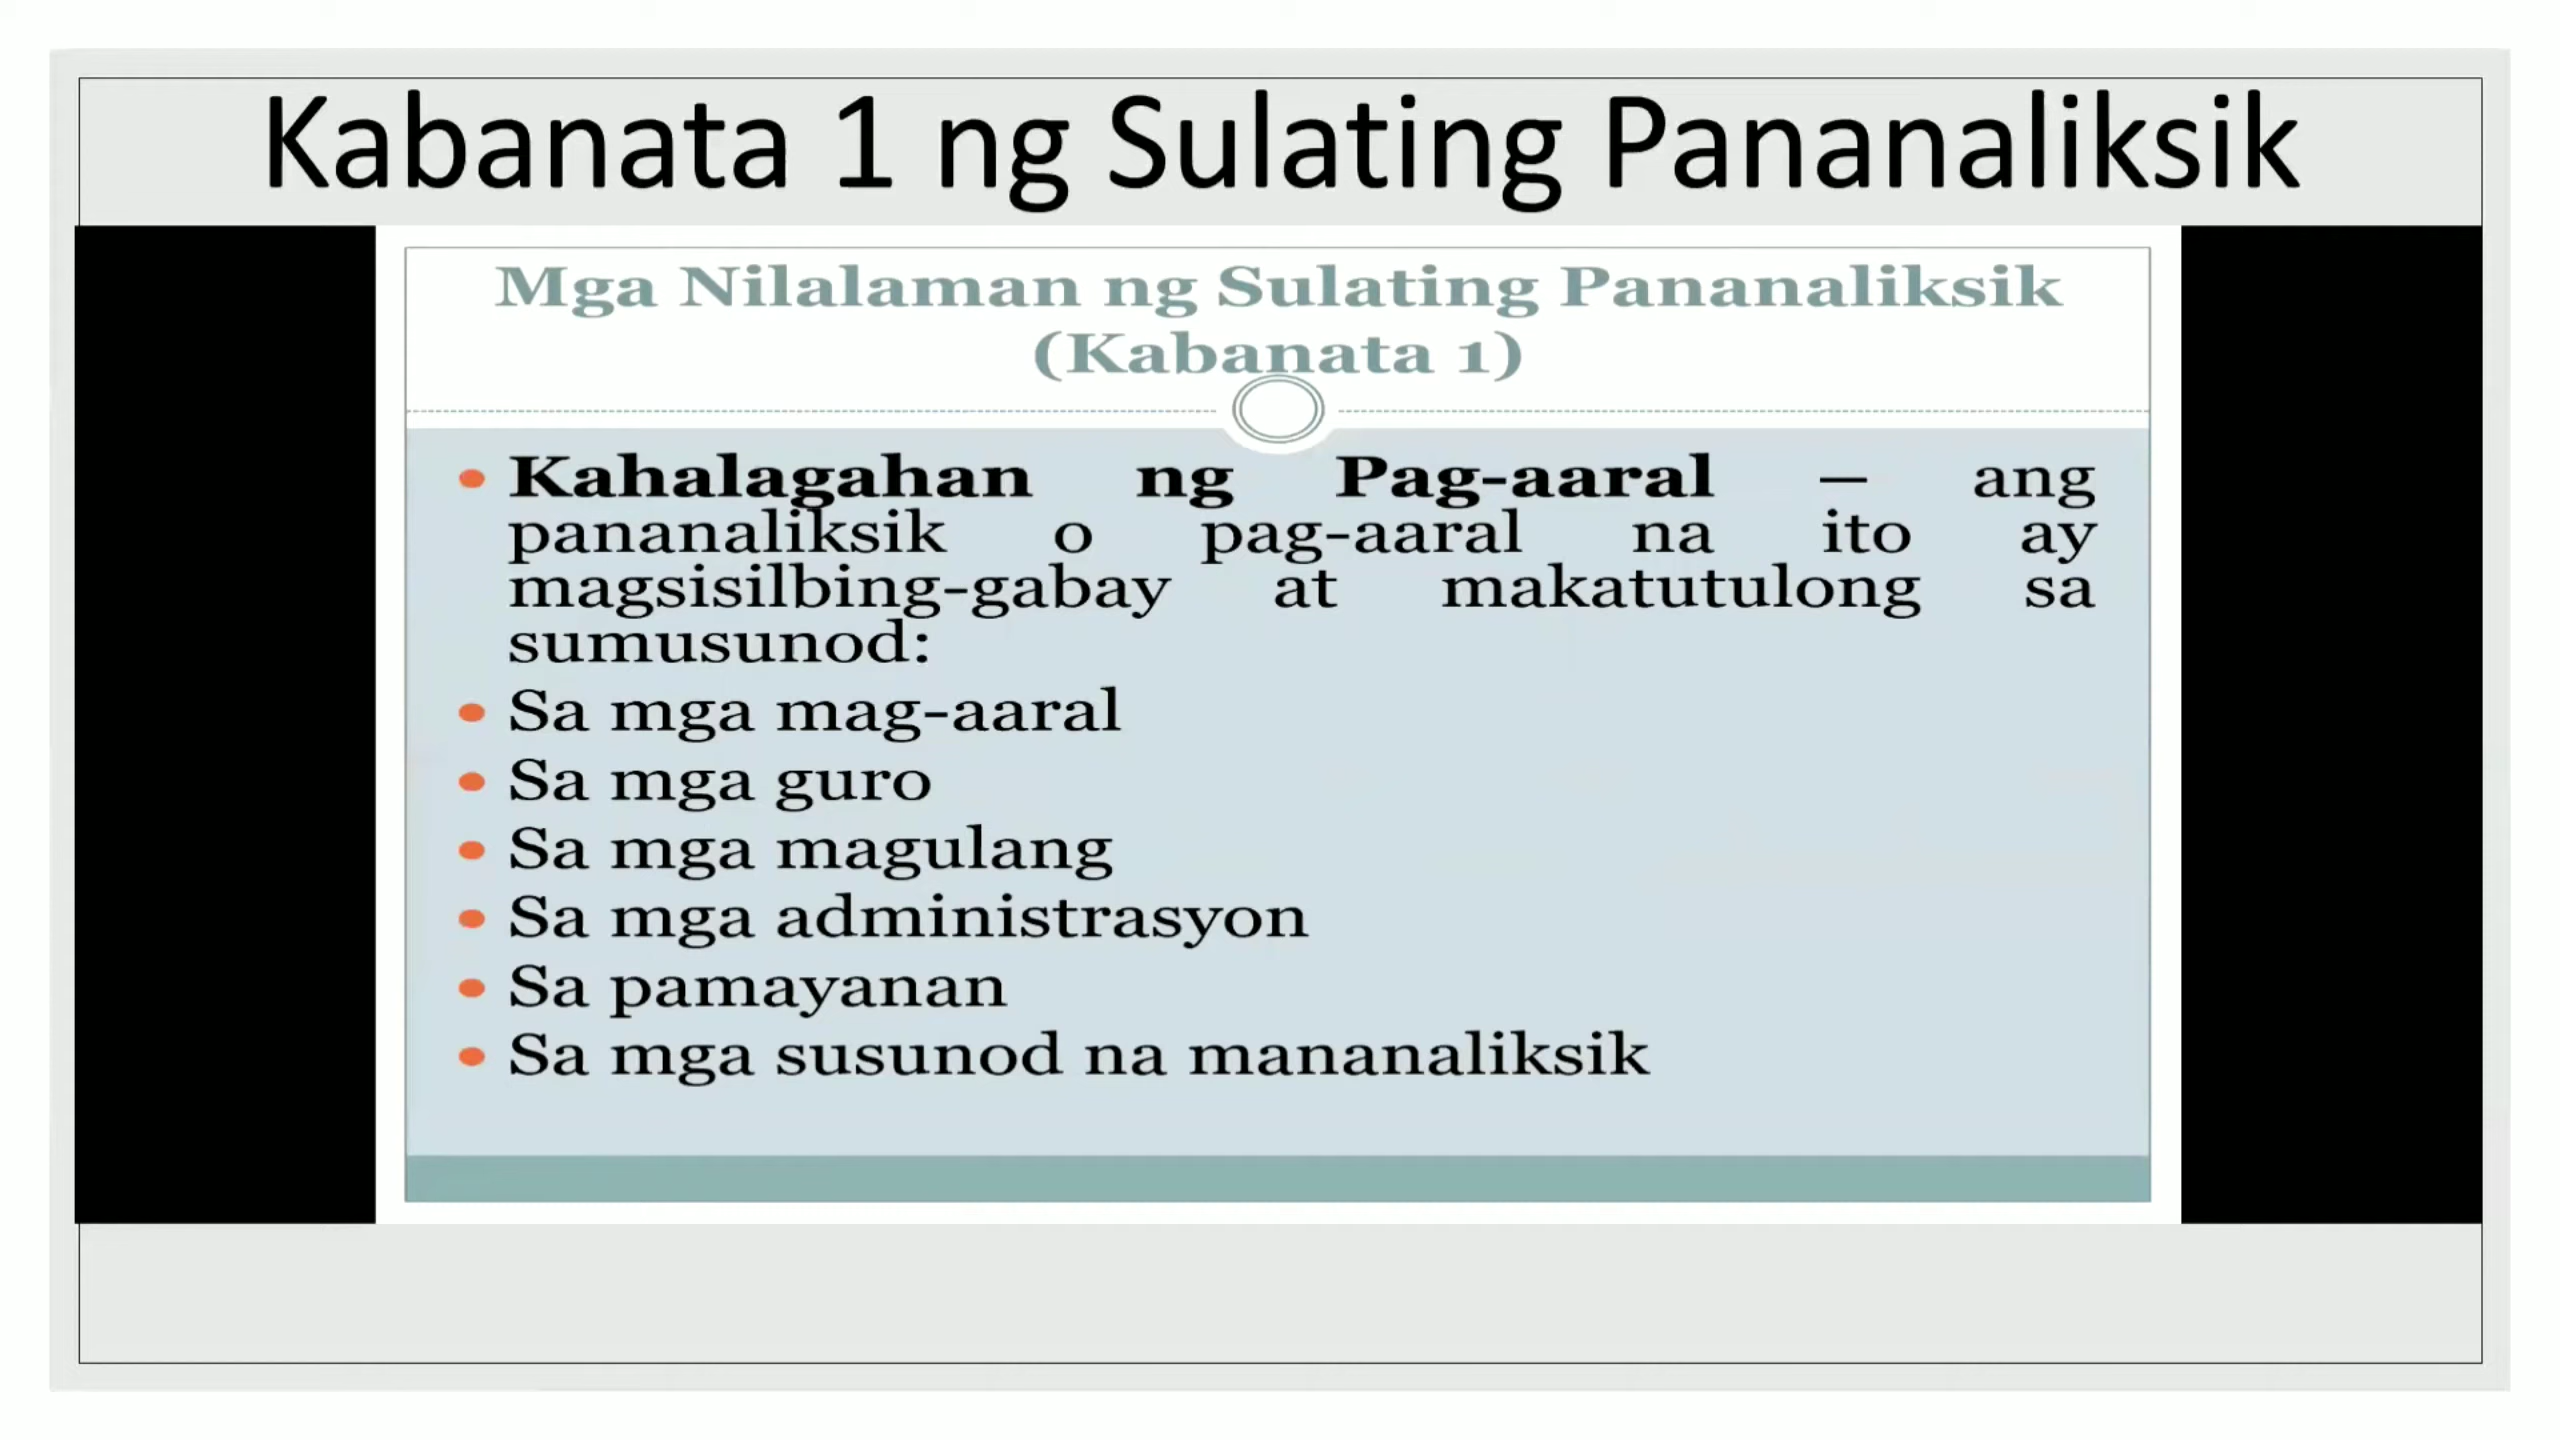 Kabanata 1 ng Sulating Pananaliksik
Mga Nilalaman ng Sulating Pananaliksik
(Kabanata 1)
• Kahalagahan ng Pag-aaral – ang
pananaliksik o pag-aaral na ito ay
magsisilbing-gabay at makatutulong sa
sumusunod:
• Sa mga mag-aaral
• Sa mga guro
• Sa mga magulang
• Sa mga administrasyon
• Sa pamayanan
• Sa mga susunod na mananaliksik